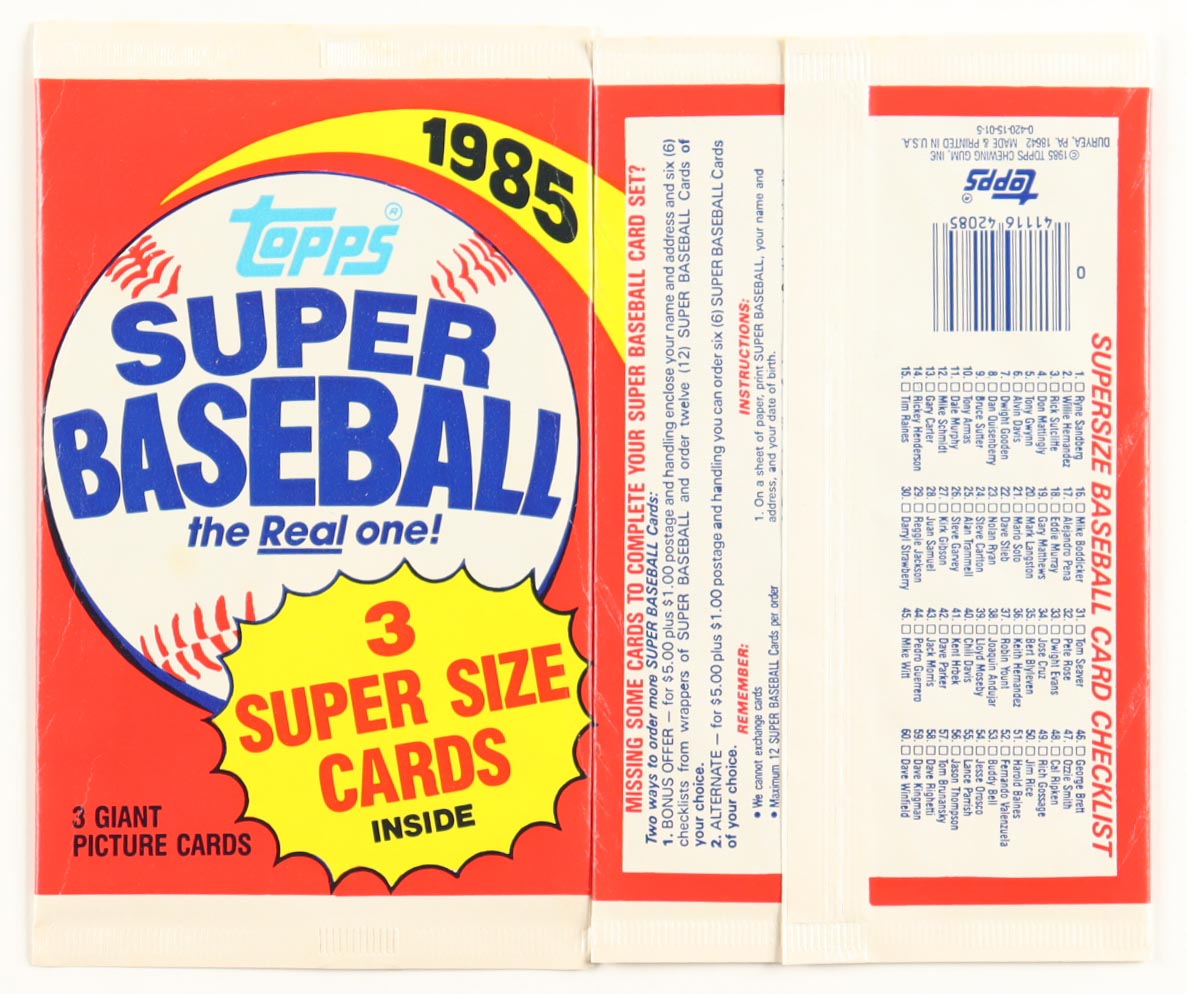 1985
Topps®
SUPER
BASEBALL
the Real one!
3
SUPER SIZE
CARDS
INSIDE
3 GIANT
PICTURE CARDS
MISSING SOME CARDS TO COMPLETE YOUR SUPER BASEBALL CARD SET?
Two ways to order more SUPER BASEBALL Cards:
1. BONUS OFFER — for $5.00 plus $1.00 postage and handling enclose your name and address and six (6)
checklists from wrappers of SUPER BASEBALL and order twelve (12) SUPER BASEBALL Cards of
your choice.
2. ALTERNATE — for $5.00 plus $1.00 postage and handling you can order six (6) SUPER BASEBALL Cards
of your choice.
REMEMBER:
• We cannot exchange cards
• Maximum 12 SUPER BASEBALL Cards per order
INSTRUCTIONS:
1. On a sheet of paper, print SUPER BASEBALL, your name and
address, and your date of birth.
SUPERSIZE BASEBALL CARD CHECKLIST
1. □ Ryne Sandberg
2. □ Willie Hernandez
3. □ Rick Sutcliffe
4. □ Don Mattingly
5. □ Tony Gwynn
6. □ Alvin Davis
7. □ Dwight Gooden
8. □ Dan Quisenberry
9. □ Bruce Sutter
10. □ Tony Armas
11. □ Dale Murphy
12. □ Mike Schmidt
13. □ Gary Carter
14. □ Rickey Henderson
15. □ Tim Raines
16. □ Mike Boddicker
17. □ Alejandro Pena
18. □ Eddie Murray
19. □ Gary Matthews
20. □ Mark Langston
21. □ Mario Soto
22. □ Dave Stieb
23. □ Nolan Ryan
24. □ Steve Carlton
25. □ Alan Trammell
26. □ Steve Garvey
27. □ Kirk Gibson
28. □ Juan Samuel
29. □ Reggie Jackson
30. □ Darryl Strawberry
31. □ Tom Seaver
32. □ Pete Rose
33. □ Dwight Evans
34. □ Jose Cruz
35. □ Bert Blyleven
36. □ Keith Hernandez
37. □ Robin Yount
38. □ Joaquin Andujar
39. □ Lloyd Moseby
40. □ Chili Davis
41. □ Kent Hrbek
42. □ Dave Parker
43. □ Jack Morris
44. □ Pedro Guerrero
45. □ Mike Witt
46. □ George Brett
47. □ Ozzie Smith
48. □ Cal Ripken
49. □ Rich Gossage
50. □ Jim Rice
51. □ Harold Baines
52. □ Fernando Valenzuela
53. □ Buddy Bell
54. □ Jesse Orosco
55. □ Lance Parrish
56. □ Jason Thompson
57. □ Tom Brunansky
58. □ Dave Righetti
59. □ Dave Kingman
60. □ Dave Winfield
0
41116 42085
Topps®
©1985 TOPPS CHEWING GUM, INC
DURYEA, PA. 18642 MADE & PRINTED IN U.S.A.
0-420-15-01-5